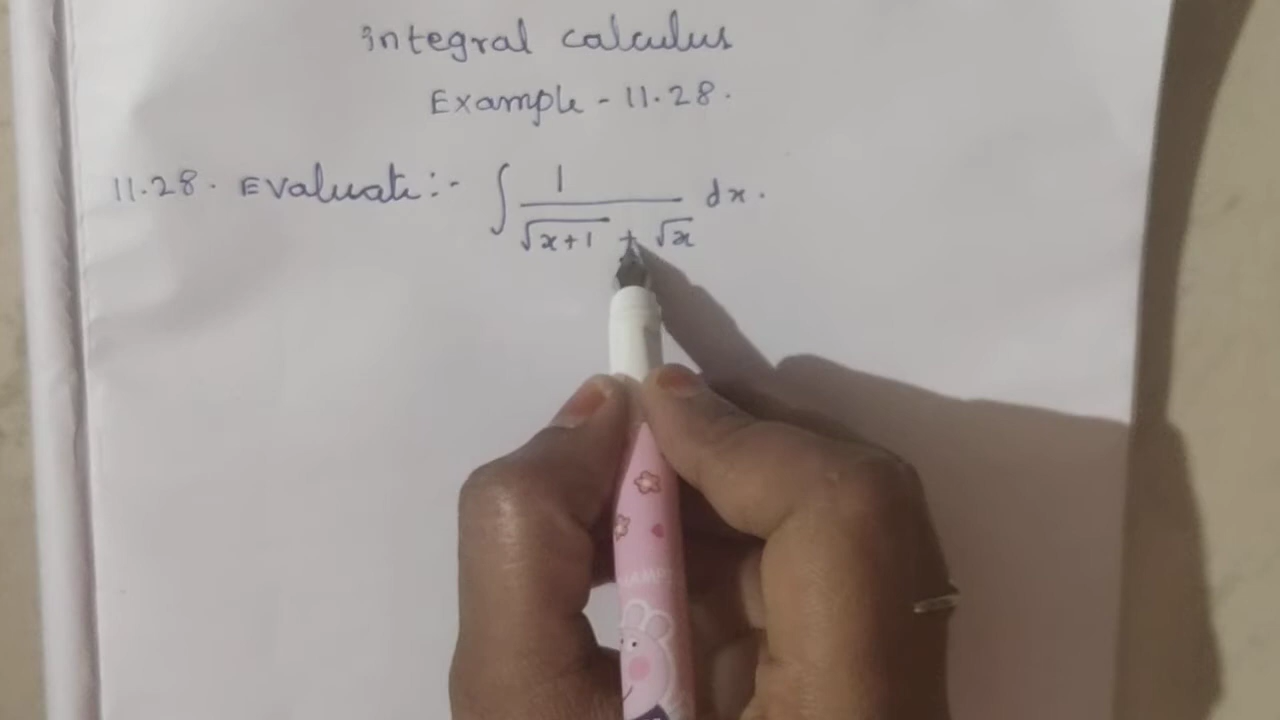 Integral calculus
Example - 11.28.
11.28. Evaluate:- ∫ 1/(√(x+1) + √x) dx.